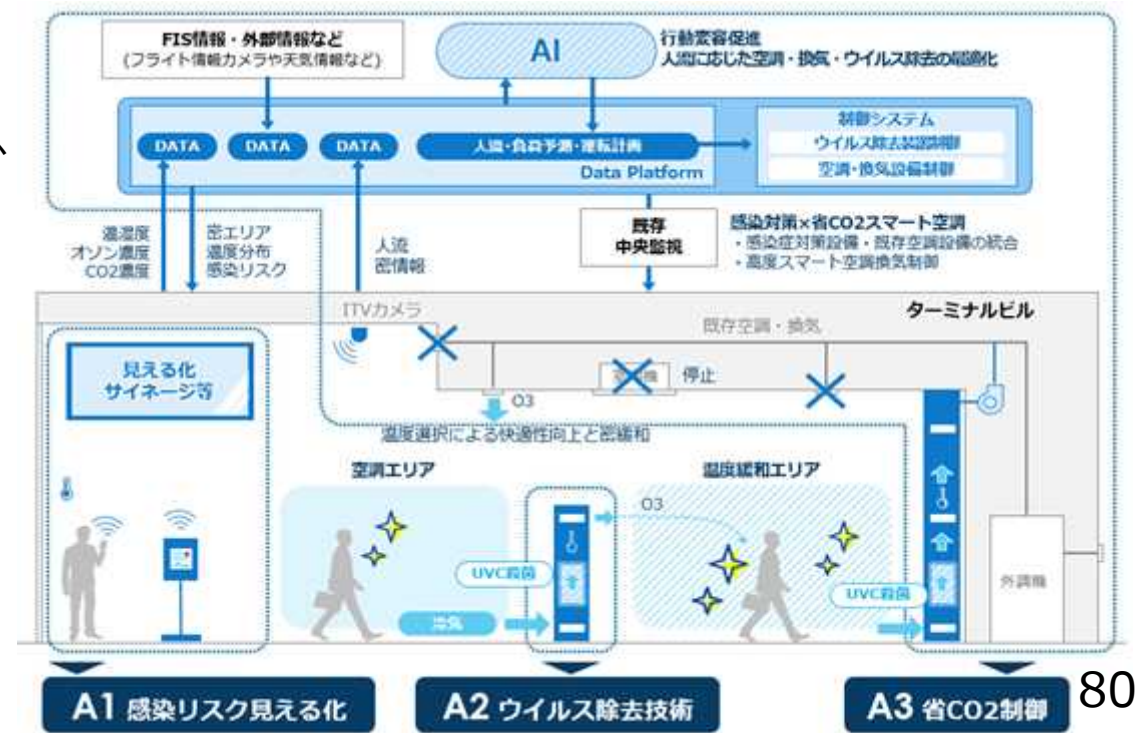 FIS情報・外部情報など
(フライト情報カメラや天気情報など)
AI
行動変容促進
人流に応じた空調・換気・ウイルス除去の最適化
DATA
DATA
DATA
人流・負荷予測・運転計画
Data Platform
制御システム
ウイルス除去装置制御
空調・換気設備制御
温湿度
オゾン濃度
CO2濃度
密エリア
温度分布
感染リスク
人流
密情報
既存
中央監視
感染対策×省CO2スマート空調
・感染症対策設備・既存空調設備の統合
・高度スマート空調換気制御
ITVカメラ
既存空調・換気
ターミナルビル
見える化
サイネージ等
停止
O3
温度選択による快適性向上と密緩和
空調エリア
温度緩和エリア
O3
UVC殺菌
UVC殺菌
冷気
外調機
A1 感染リスク見える化
A2 ウイルス除去技術
A3 省CO2制御
80